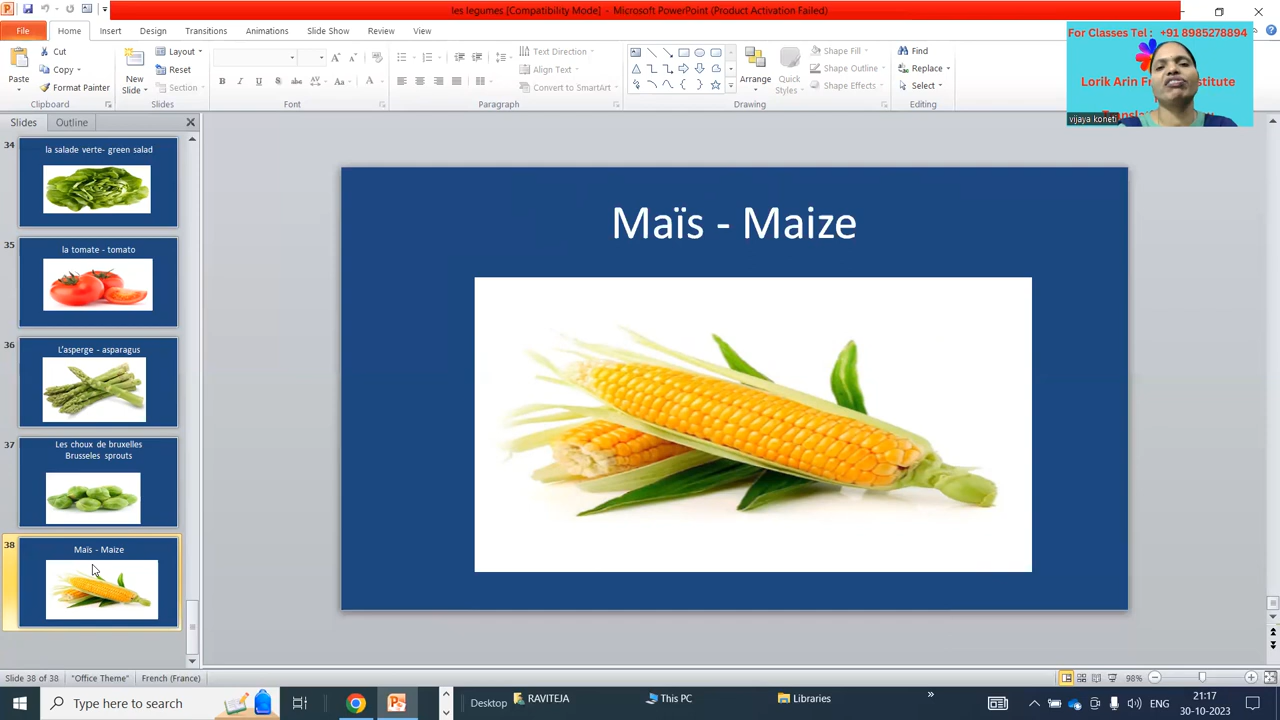 les legumes [Compatibility Mode] - Microsoft PowerPoint (Product Activation Failed)
File
Home
Insert
Design
Transitions
Animations
Slide Show
Review
View
Paste
Cut
Copy
Format Painter
Clipboard
New Slide
Layout
Reset
Section
Slides
Font
Text Direction
Align Text
Convert to SmartArt
Paragraph
Arrange
Quick Styles
Shape Fill
Shape Outline
Shape Effects
Drawing
Find
Replace
Select
Editing
For Classes Tel : +91 8985278894
Lorik Arin
vijaya koneti
Slides
Outline
34
la salade verte- green salad
35
la tomate - tomato
36
L'asperge - asparagus
37
Les choux de bruxelles
Brusseles sprouts
38
Maïs - Maize
Maïs - Maize
Slide 38 of 38
"Office Theme"
French (France)
98%
Type here to search
Desktop
RAVITEJA
This PC
Libraries
ENG
21:17
30-10-2023